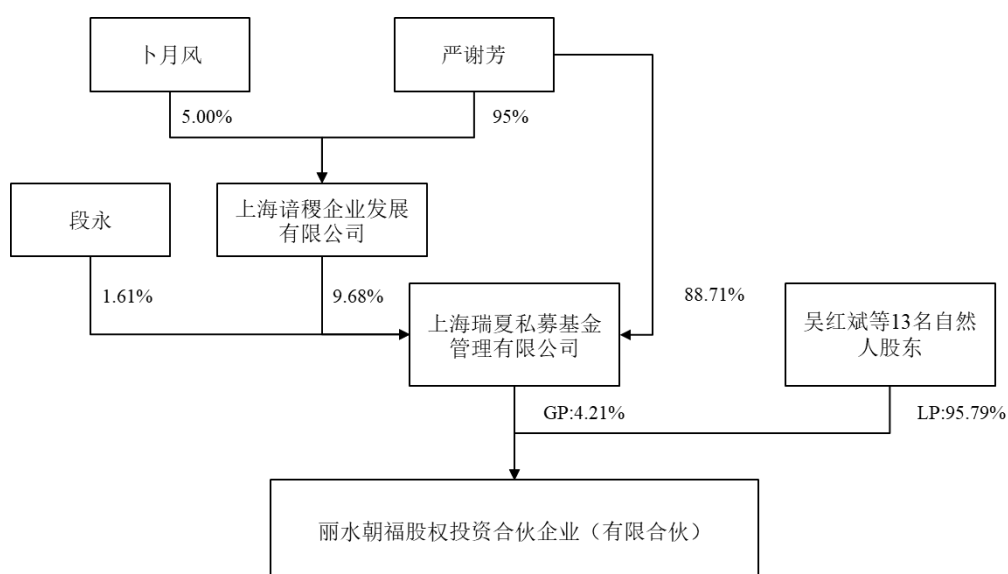 卜月风
严谢芳
5.00%
95%
段永
上海谙稷企业发展
有限公司
1.61%
9.68%
88.71%
上海瑞夏私募基金
管理有限公司
吴红斌等13名自然
人股东
GP:4.21%
LP:95.79%
丽水朝福股权投资合伙企业（有限合伙）